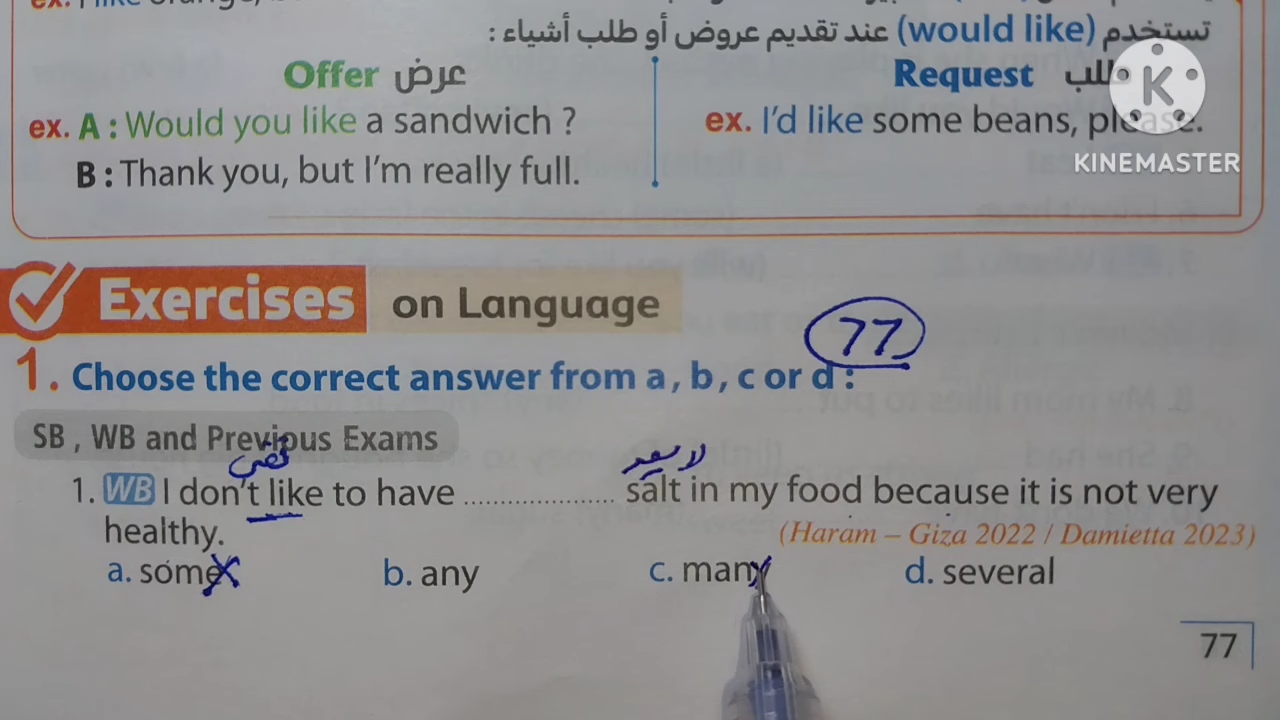 تستخدم (would like) عند تقديم عروض أو طلب أشياء :
Offer عرض
Request طلب
ex. A : Would you like a sandwich ?
ex. I'd like some beans, please.
B : Thank you, but I'm really full.
KINEMASTER
Exercises on Language
77
1. Choose the correct answer from a, b, c or d :
SB , WB and Previous Exams
لا يعد
1. WB I don't like to have .................... salt in my food because it is not very
healthy.
(Haram – Giza 2022 / Damietta 2023)
a. some b. any c. many d. several
77